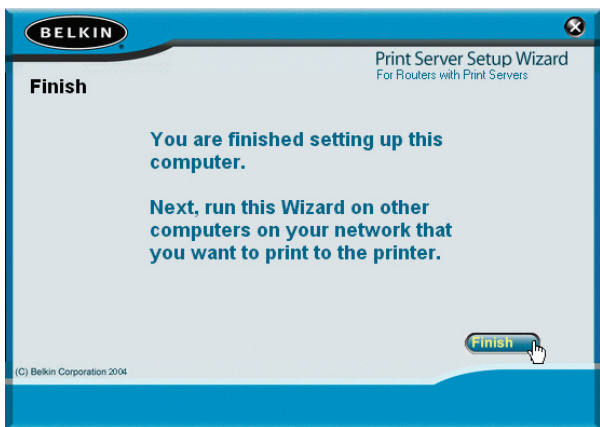 BELKIN
Print Server Setup Wizard
For Routers with Print Servers
Finish
You are finished setting up this
computer.
Next, run this Wizard on other
computers on your network that
you want to print to the printer.
Finish
(C) Belkin Corporation 2004